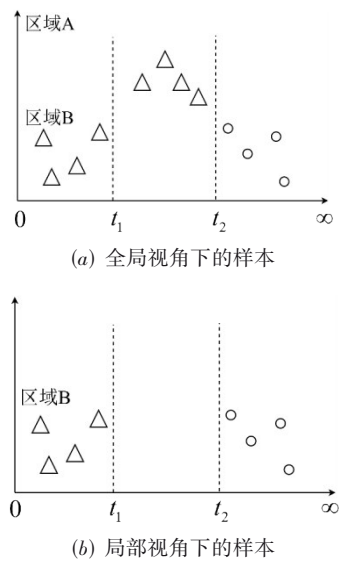 区域A
区域B
0
t₁
t₂
∞
(a) 全局视角下的样本
区域B
0
t₁
t₂
∞
(b) 局部视角下的样本